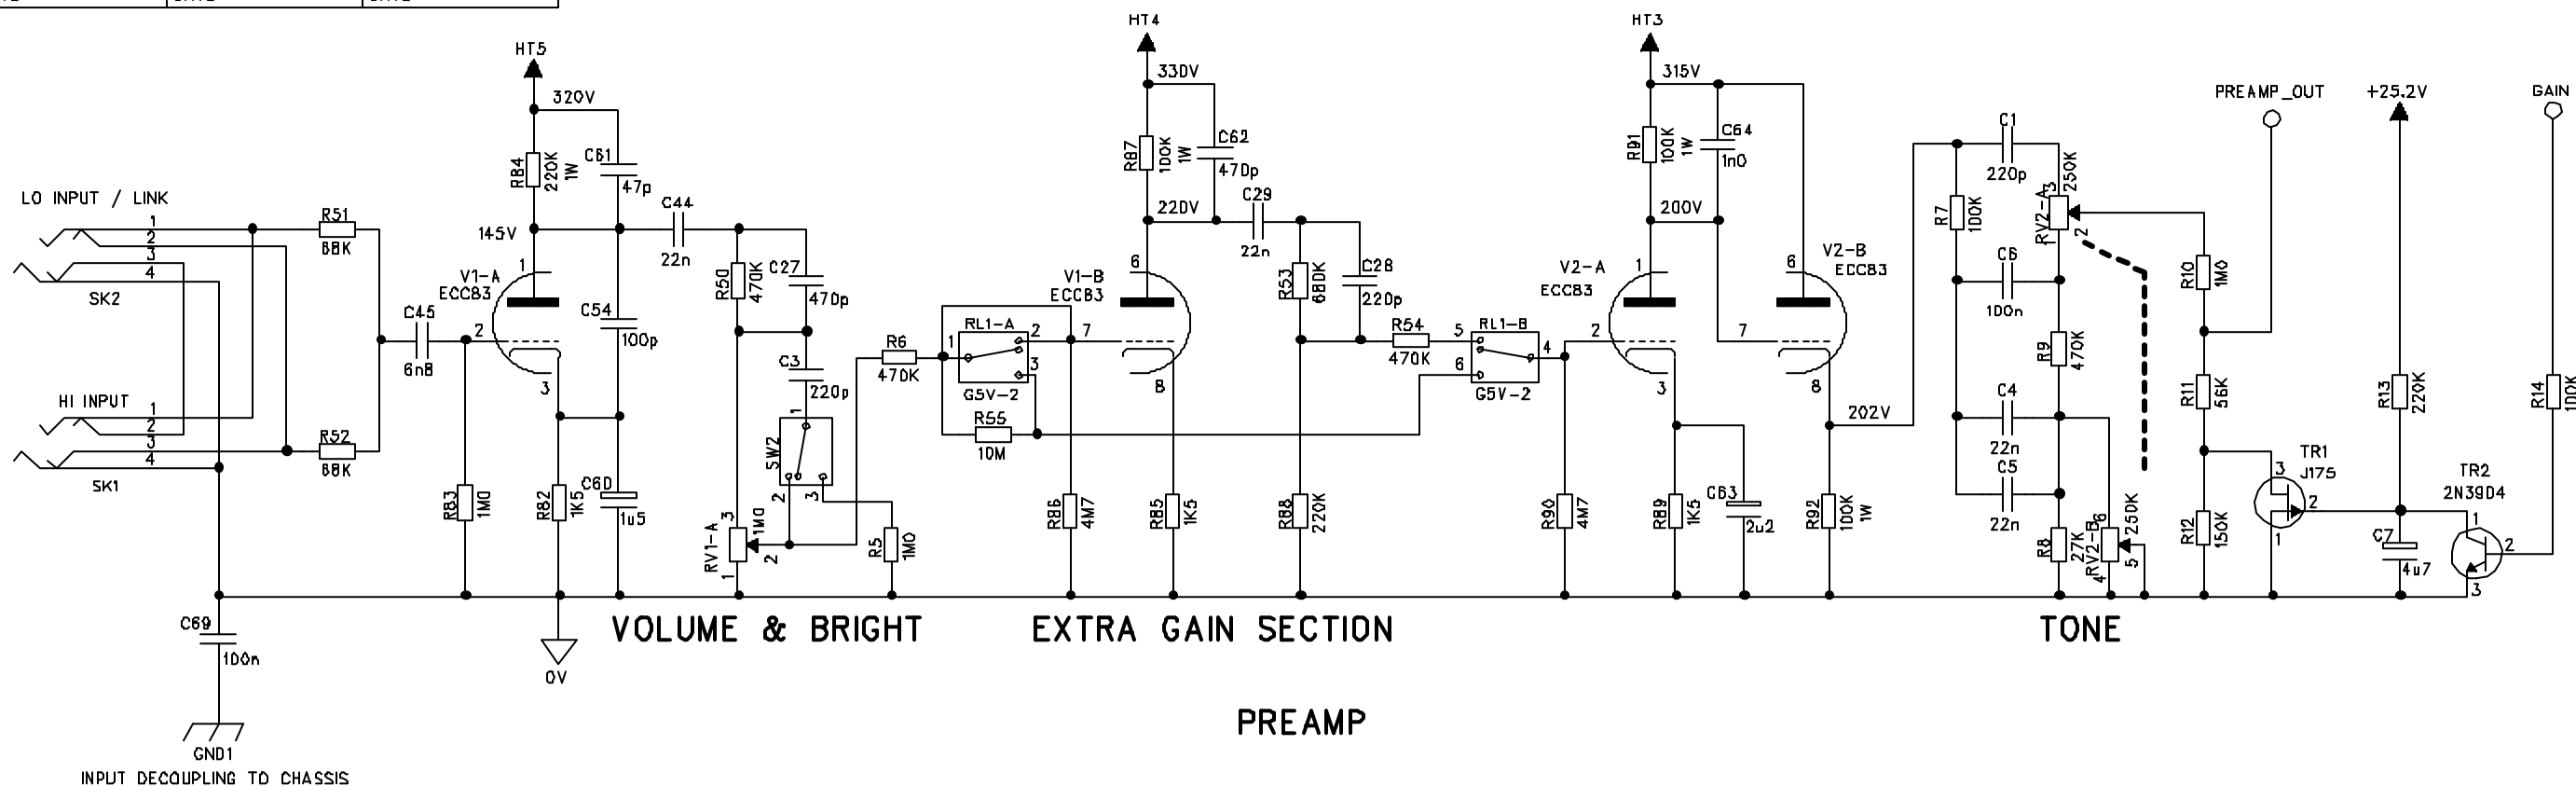 HT5
320V
R84
220K
1W
C61
47p
145V
C44
22n
V1-A
ECC83
1
2
3
C54
100p
LO INPUT / LINK
1
2
3
4
SK2
HI INPUT
1
2
3
4
SK1
R51
68K
R52
68K
C45
6n8
R83
1M0
R82
1K5
C60
1u5
C69
100n
GND1
INPUT DECOUPLING TO CHASSIS
0V
R50
470K
C27
470p
C3
220p
SW2
1
2
3
RV1-A
1M0
3
2
1
R5
1M0
VOLUME & BRIGHT
R6
470K
RL1-A
1
2
3
G5V-2
R55
10M
HT4
330V
R87
100K
1W
C62
470p
220V
C29
22n
V1-B
ECC83
6
7
8
R86
4M7
R85
1K5
R53
680K
C28
220p
R54
470K
R88
220K
EXTRA GAIN SECTION
RL1-B
5
6
4
G5V-2
HT3
315V
R91
100K
1W
C64
1n0
200V
V2-A
ECC83
1
2
3
V2-B
ECC83
6
7
8
R90
4M7
R89
1K5
C63
2u2
R92
100K
1W
202V
C1
220p
R7
100K
RV2-A
250K
3
2
1
C6
100n
R9
470K
C4
22n
C5
22n
R8
27K
RV2-B
250K
6
5
4
TONE
PREAMP_OUT
R10
1M0
R11
56K
R12
150K
TR1
J175
3
2
1
+25.2V
R13
220K
C7
4u7
TR2
2N3904
1
2
3
GAIN
R14
100K
PREAMP